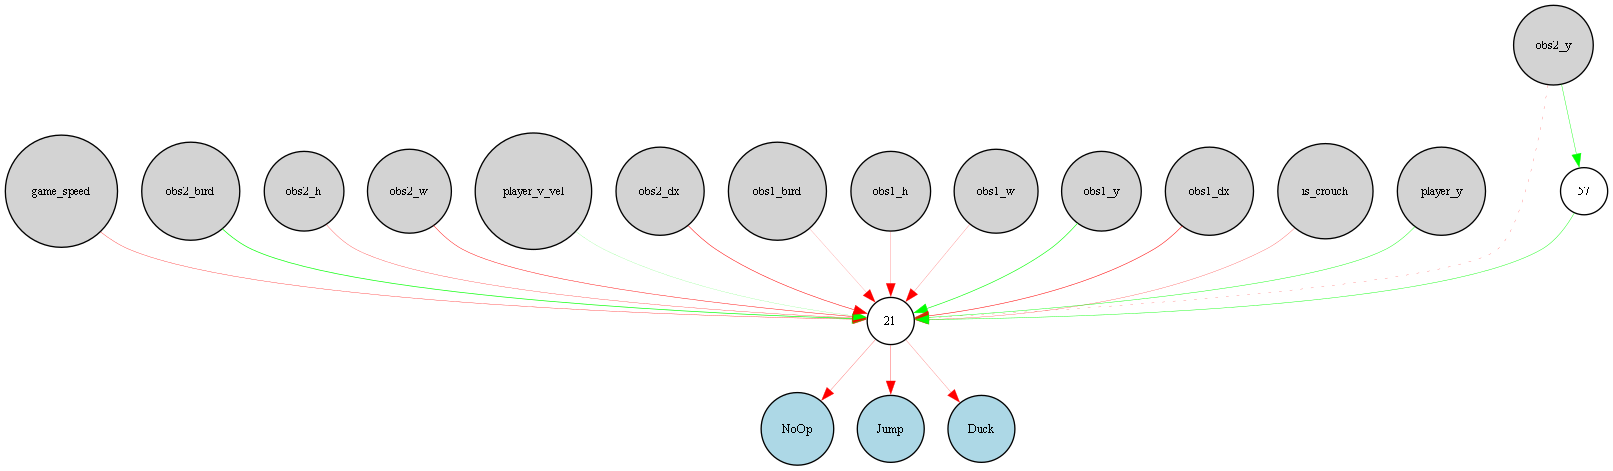 obs2_y
game_speed
obs2_bird
obs2_h
obs2_w
player_v_vel
obs2_dx
obs1_bird
obs1_h
obs1_w
obs1_y
obs1_dx
is_crouch
player_y
57
21
NoOp
Jump
Duck